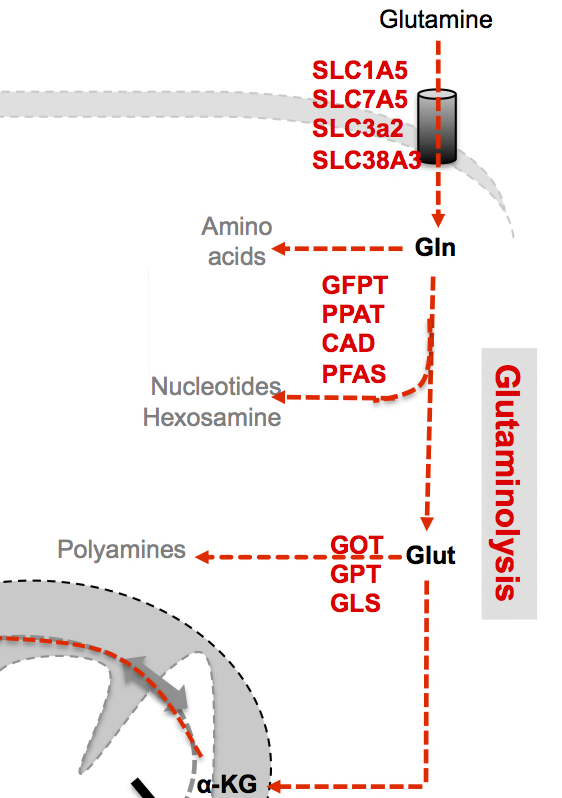 Glutamine
SLC1A5
SLC7A5
SLC3a2
SLC38A3
Amino
acids
Gln
GFPT
PPAT
CAD
PFAS
Nucleotides
Hexosamine
Glutaminolysis
Polyamines
GOT
GPT
GLS
Glut
α-KG